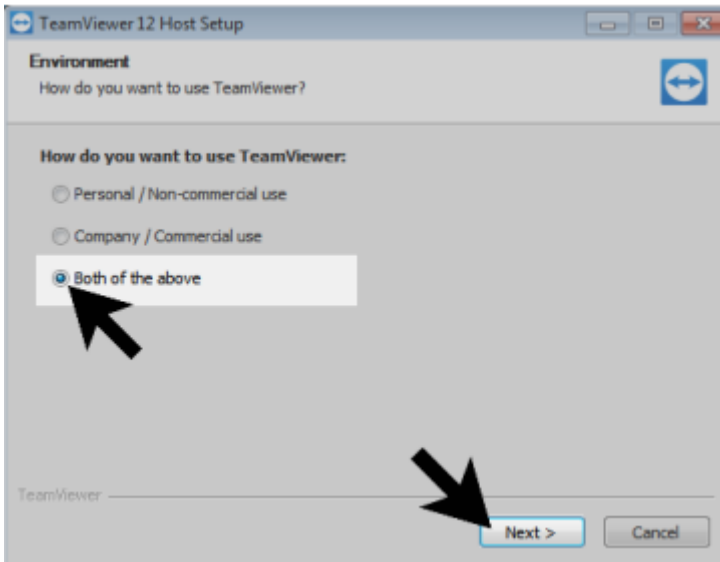 TeamViewer 12 Host Setup
Environment
How do you want to use TeamViewer?
How do you want to use TeamViewer:
Personal / Non-commercial use
Company / Commercial use
Both of the above
TeamViewer
Next >
Cancel